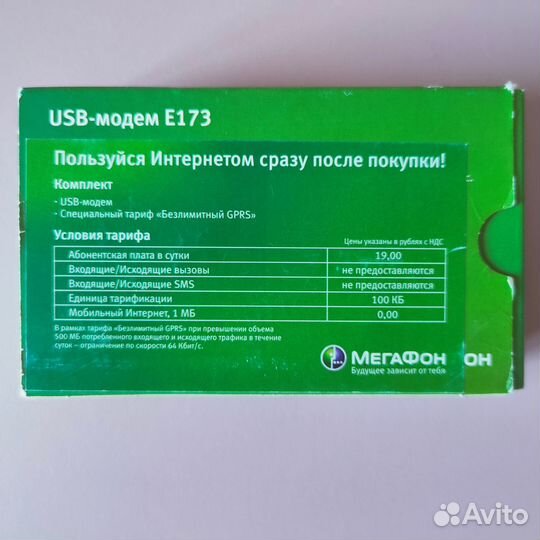 USB-модем E173
Пользуйся Интернетом сразу после покупки!
Комплект
- USB-модем
- Специальный тариф «Безлимитный GPRS»
Условия тарифа
Цены указаны в рублях с НДС
Абонентская плата в сутки 19,00
Входящие/Исходящие вызовы не предоставляются
Входящие/Исходящие SMS не предоставляются
Единица тарификации 100 КБ
Мобильный Интернет, 1 МБ 0,00
В рамках тарифа «Безлимитный GPRS» при превышении объема
500 МБ потребленного входящего и исходящего трафика в течение
суток – ограничение по скорости 64 Кбит/с.
МЕГАФОН ОН
Будущее зависит от тебя
Avito